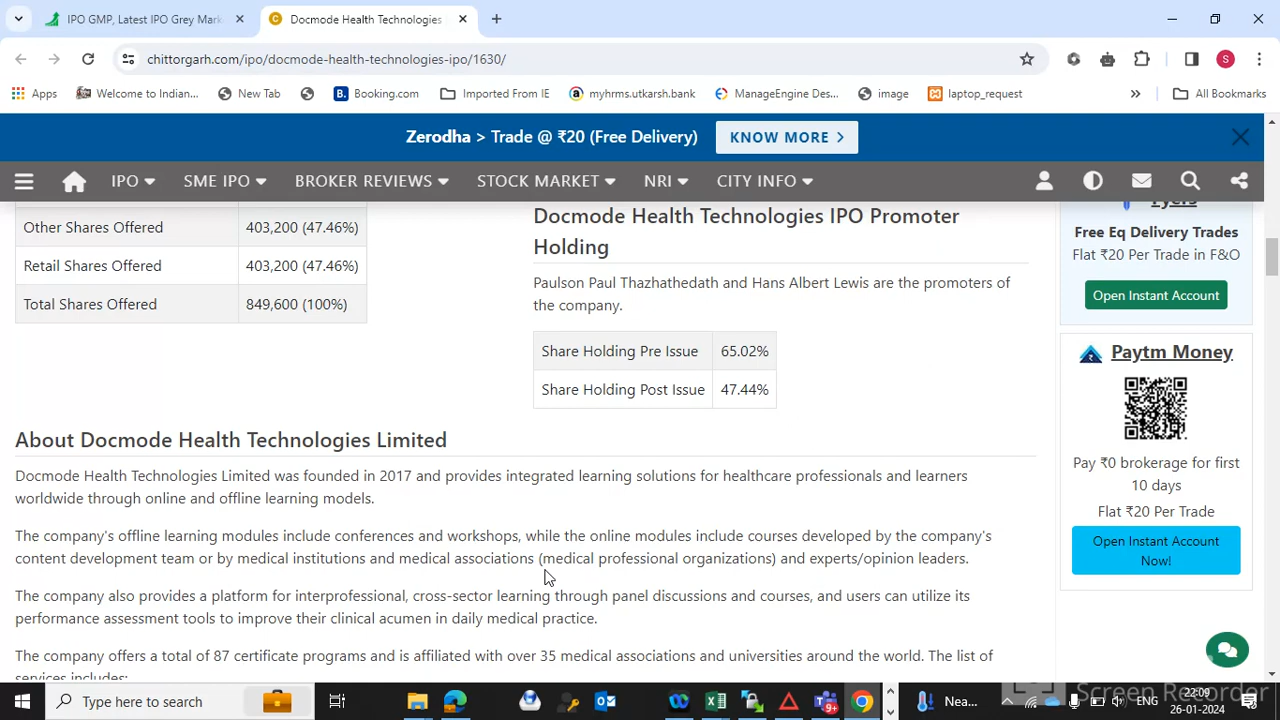 IPO GMP, Latest IPO Grey Mark
Docmode Health Technologies
chittorgarh.com/ipo/docmode-health-technologies-ipo/1630/
Apps
Welcome to Indian...
New Tab
Booking.com
Imported From IE
myhrms.utkarsh.bank
ManageEngine Des...
image
laptop_request
All Bookmarks
Zerodha > Trade @ ₹20 (Free Delivery)
KNOW MORE
IPO
SME IPO
BROKER REVIEWS
STOCK MARKET
NRI
CITY INFO
Other Shares Offered 403,200 (47.46%)
Retail Shares Offered 403,200 (47.46%)
Total Shares Offered 849,600 (100%)
Docmode Health Technologies IPO Promoter
Holding
Paulson Paul Thazhathedath and Hans Albert Lewis are the promoters of
the company.
Share Holding Pre Issue 65.02%
Share Holding Post Issue 47.44%
About Docmode Health Technologies Limited
Docmode Health Technologies Limited was founded in 2017 and provides integrated learning solutions for healthcare professionals and learners
worldwide through online and offline learning models.
The company's offline learning modules include conferences and workshops, while the online modules include courses developed by the company's
content development team or by medical institutions and medical associations (medical professional organizations) and experts/opinion leaders.
The company also provides a platform for interprofessional, cross-sector learning through panel discussions and courses, and users can utilize its
performance assessment tools to improve their clinical acumen in daily medical practice.
The company offers a total of 87 certificate programs and is affiliated with over 35 medical associations and universities around the world. The list of
services includes:
Fyers
Free Eq Delivery Trades
Flat ₹20 Per Trade in F&O
Open Instant Account
Paytm Money
Pay ₹0 brokerage for first
10 days
Flat ₹20 Per Trade
Open Instant Account
Now!
Type here to search
9+
Nea...
22:09
26-01-2024
Screen Recorder